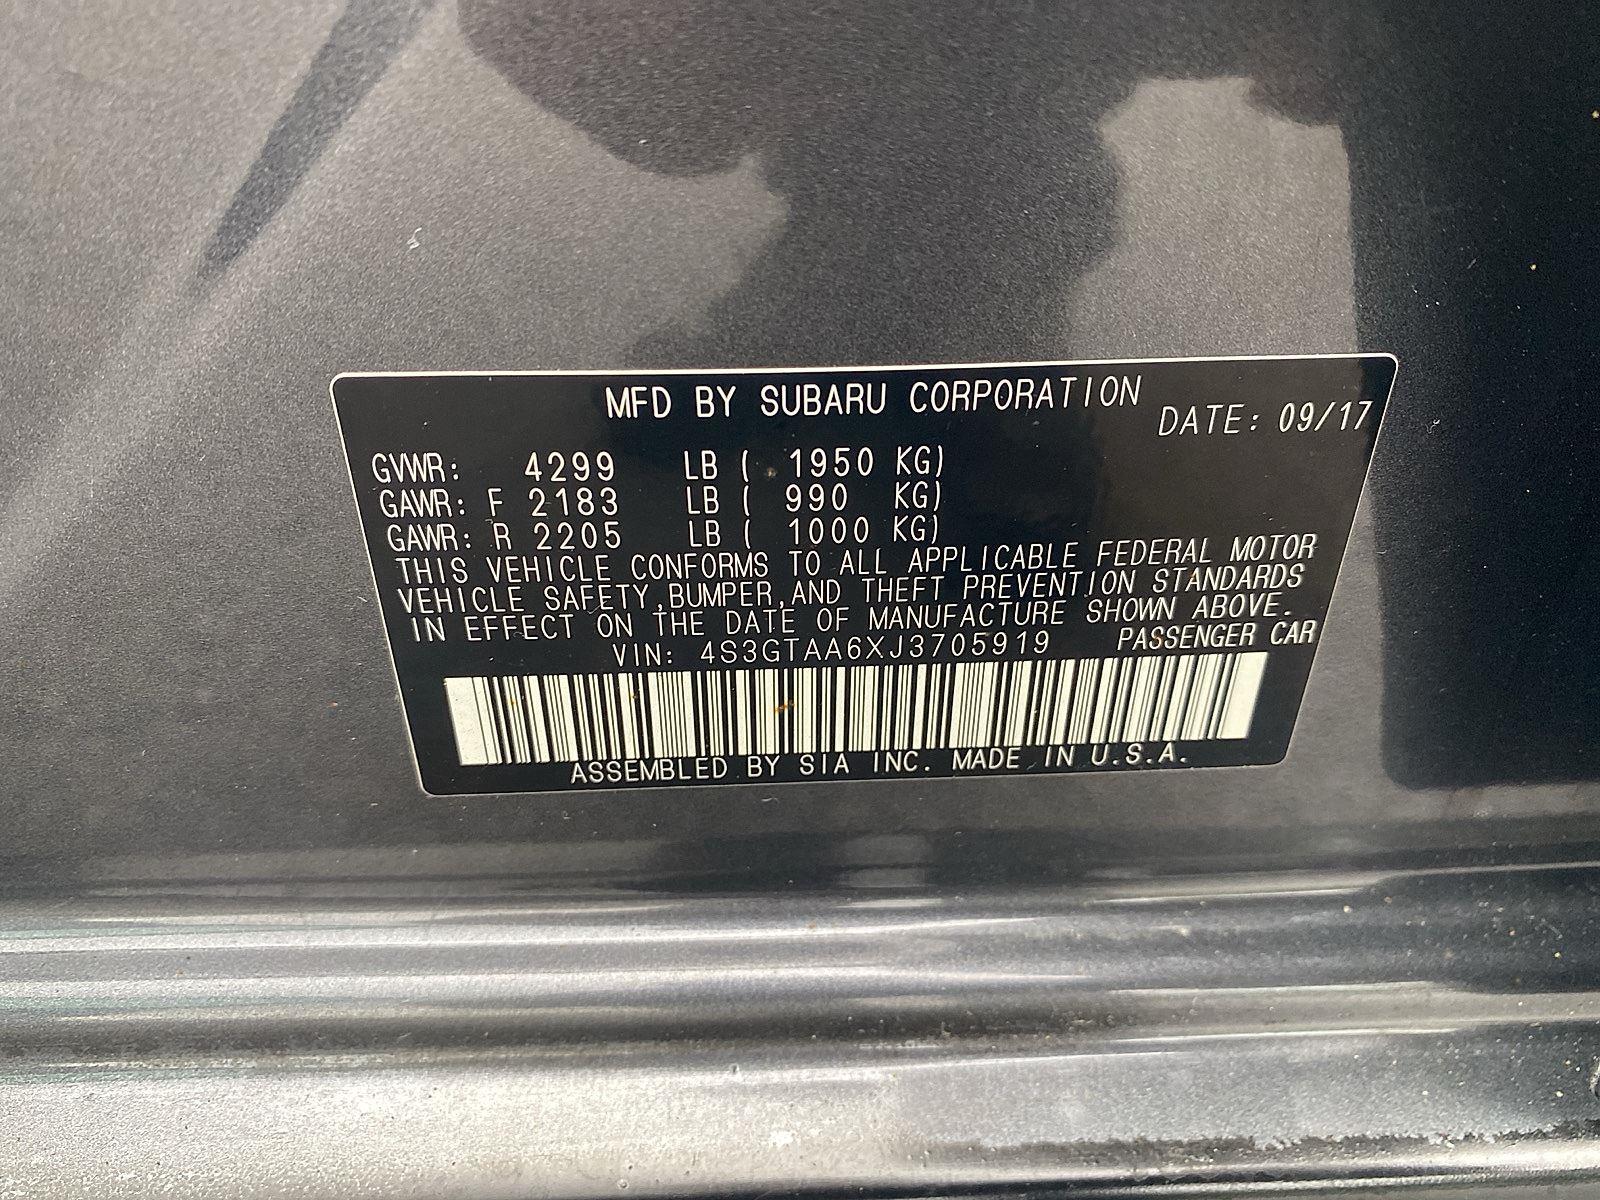 MFD BY SUBARU CORPORATION
DATE: 09/17
GVWR: 4299 LB ( 1950 KG)
GAWR: F 2183 LB ( 990 KG)
GAWR: R 2205 LB ( 1000 KG)
THIS VEHICLE CONFORMS TO ALL APPLICABLE FEDERAL MOTOR
VEHICLE SAFETY,BUMPER,AND THEFT PREVENTION STANDARDS
IN EFFECT ON THE DATE OF MANUFACTURE SHOWN ABOVE.
VIN: 4S3GTAA6XJ3705919 PASSENGER CAR
ASSEMBLED BY SIA INC. MADE IN U.S.A.